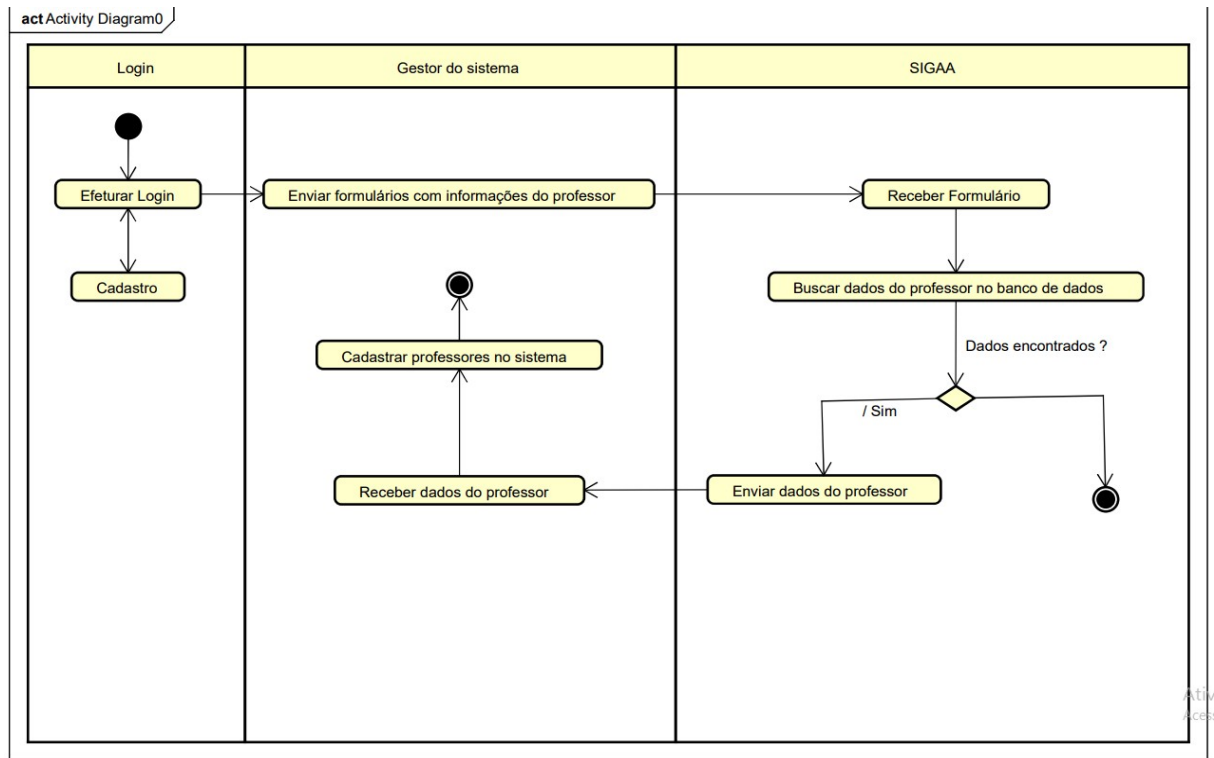 act Activity Diagram0
Login
Gestor do sistema
SIGAA
Efeturar Login
Enviar formulários com informações do professor
Receber Formulário
Cadastro
Buscar dados do professor no banco de dados
Dados encontrados ?
Cadastrar professores no sistema
/ Sim
Receber dados do professor
Enviar dados do professor